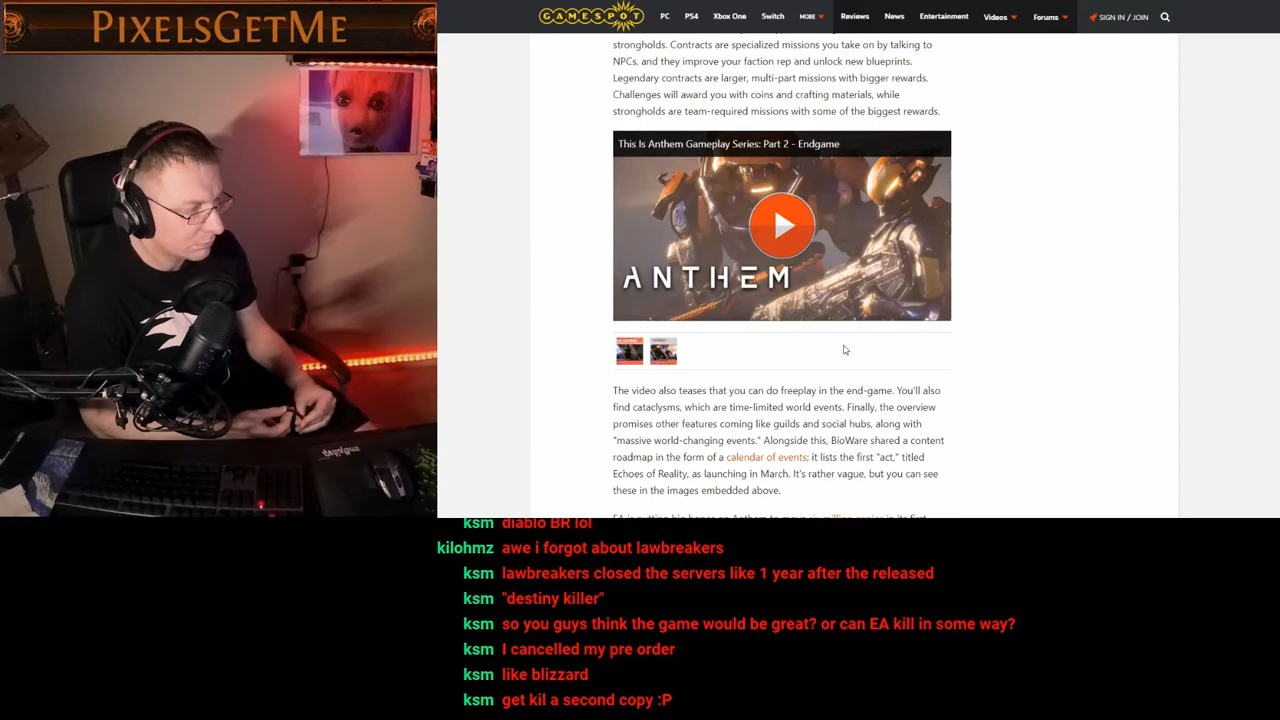 PIXELSGETME
GAMESPOT PC PS4 Xbox One Switch MORE Reviews News Entertainment Videos Forums SIGN IN / JOIN
strongholds. Contracts are specialized missions you take on by talking to
NPCs, and they improve your faction rep and unlock new blueprints.
Legendary contracts are larger, multi-part missions with bigger rewards.
Challenges will award you with coins and crafting materials, while
strongholds are team-required missions with some of the biggest rewards.
This Is Anthem Gameplay Series: Part 2 - Endgame
ANTHEM
The video also teases that you can do freeplay in the end-game. You'll also
find cataclysms, which are time-limited world events. Finally, the overview
promises other features coming like guilds and social hubs, along with
"massive world-changing events." Alongside this, BioWare shared a content
roadmap in the form of a calendar of events; it lists the first "act," titled
Echoes of Reality, as launching in March. It's rather vague, but you can see
these in the images embedded above.
ksm diablo BR lol
kilohmz awe i forgot about lawbreakers
ksm lawbreakers closed the servers like 1 year after the released
ksm "destiny killer"
ksm so you guys think the game would be great? or can EA kill in some way?
ksm I cancelled my pre order
ksm like blizzard
ksm get kil a second copy :P